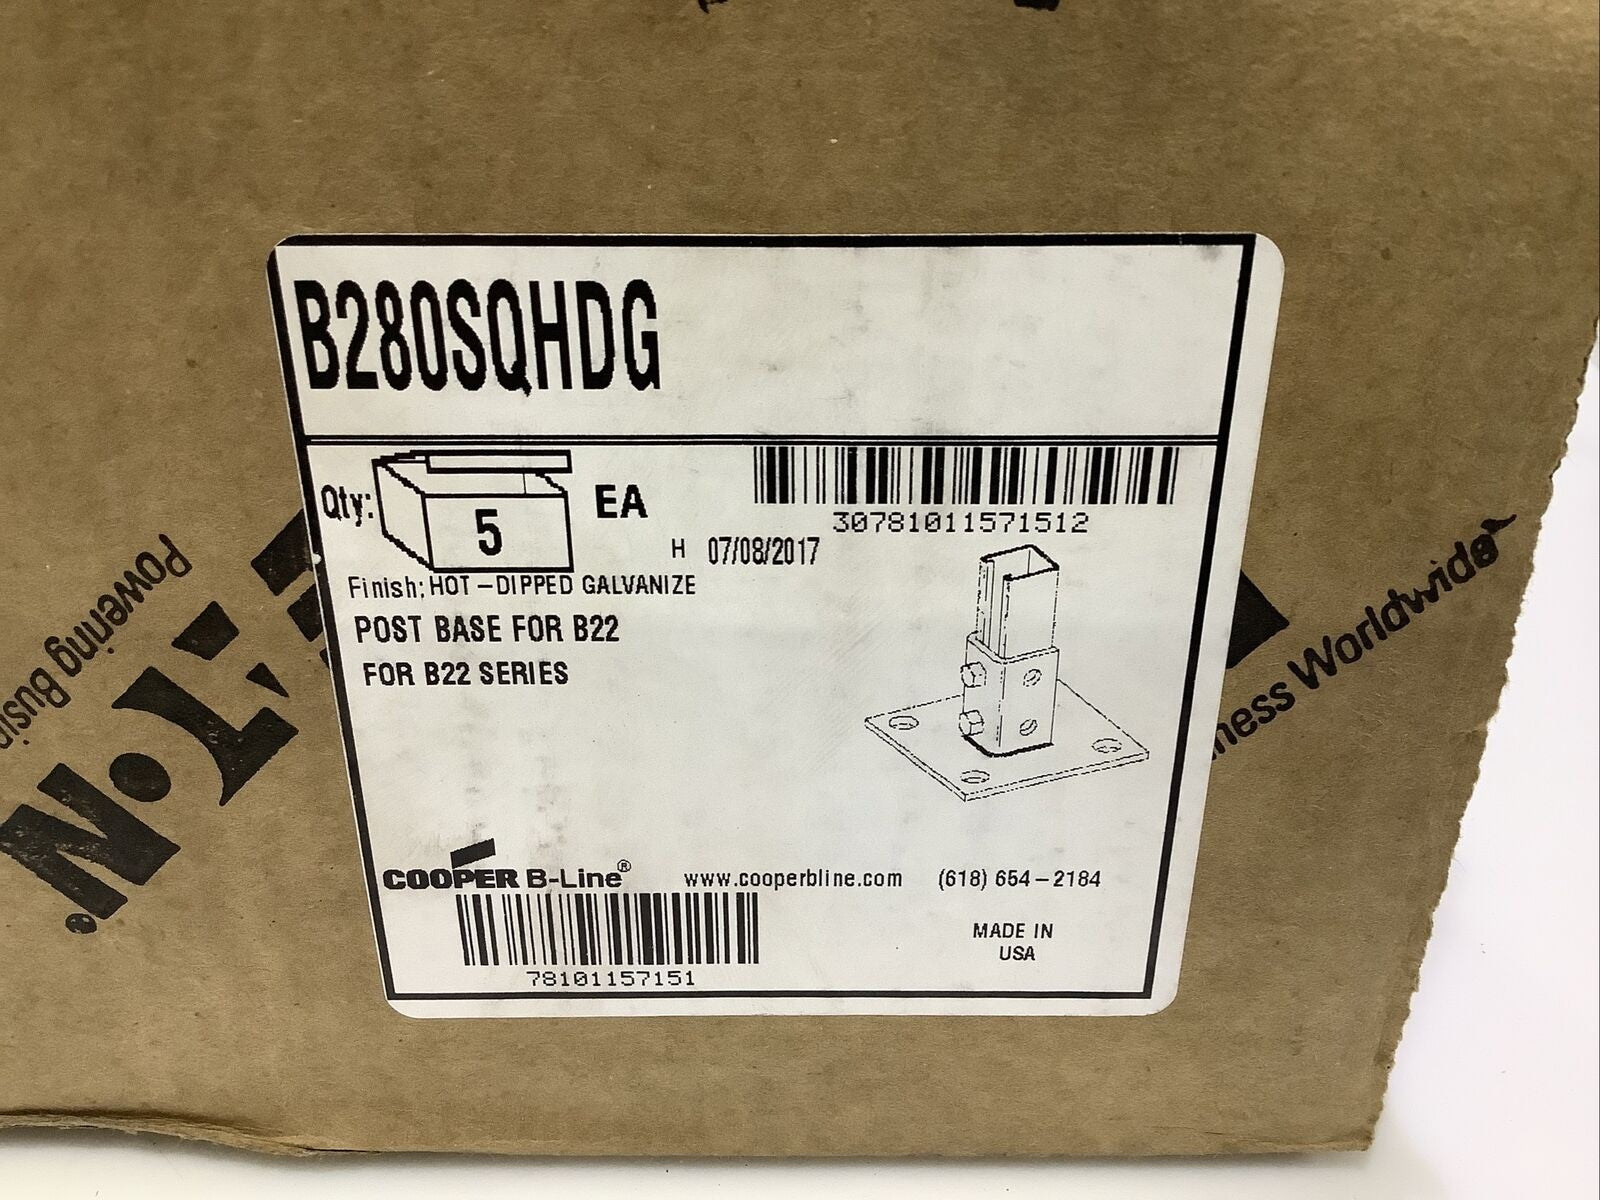 B280SQHDG
Qty: 5 EA
30781011571512
H 07/08/2017
Finish; HOT-DIPPED GALVANIZE
POST BASE FOR B22
FOR B22 SERIES
COOPER B-Line® www.cooperbline.com (618) 654-2184
78101157151
MADE IN
USA
Powering Busi
ness Worldwide